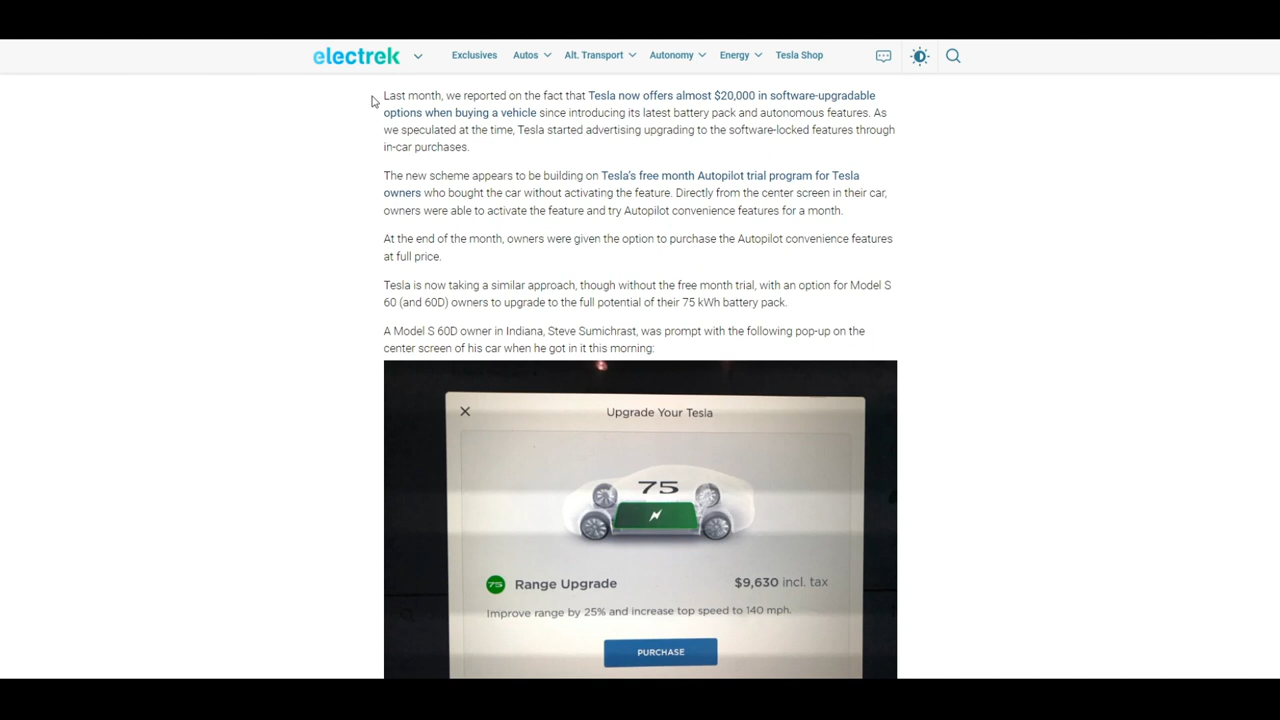 electrek Exclusives Autos Alt. Transport Autonomy Energy Tesla Shop
Last month, we reported on the fact that Tesla now offers almost $20,000 in software-upgradable
options when buying a vehicle since introducing its latest battery pack and autonomous features. As
we speculated at the time, Tesla started advertising upgrading to the software-locked features through
in-car purchases.
The new scheme appears to be building on Tesla's free month Autopilot trial program for Tesla
owners who bought the car without activating the feature. Directly from the center screen in their car,
owners were able to activate the feature and try Autopilot convenience features for a month.
At the end of the month, owners were given the option to purchase the Autopilot convenience features
at full price.
Tesla is now taking a similar approach, though without the free month trial, with an option for Model S
60 (and 60D) owners to upgrade to the full potential of their 75 kWh battery pack.
A Model S 60D owner in Indiana, Steve Sumichrast, was prompt with the following pop-up on the
center screen of his car when he got in it this morning:
Upgrade Your Tesla
75
75 Range Upgrade $9,630 incl. tax
Improve range by 25% and increase top speed to 140 mph.
PURCHASE